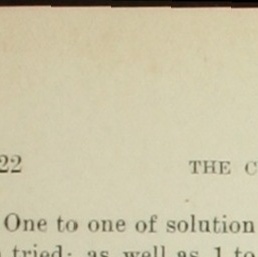 22 THE C
One to one of solution
tried; as well as 1 to